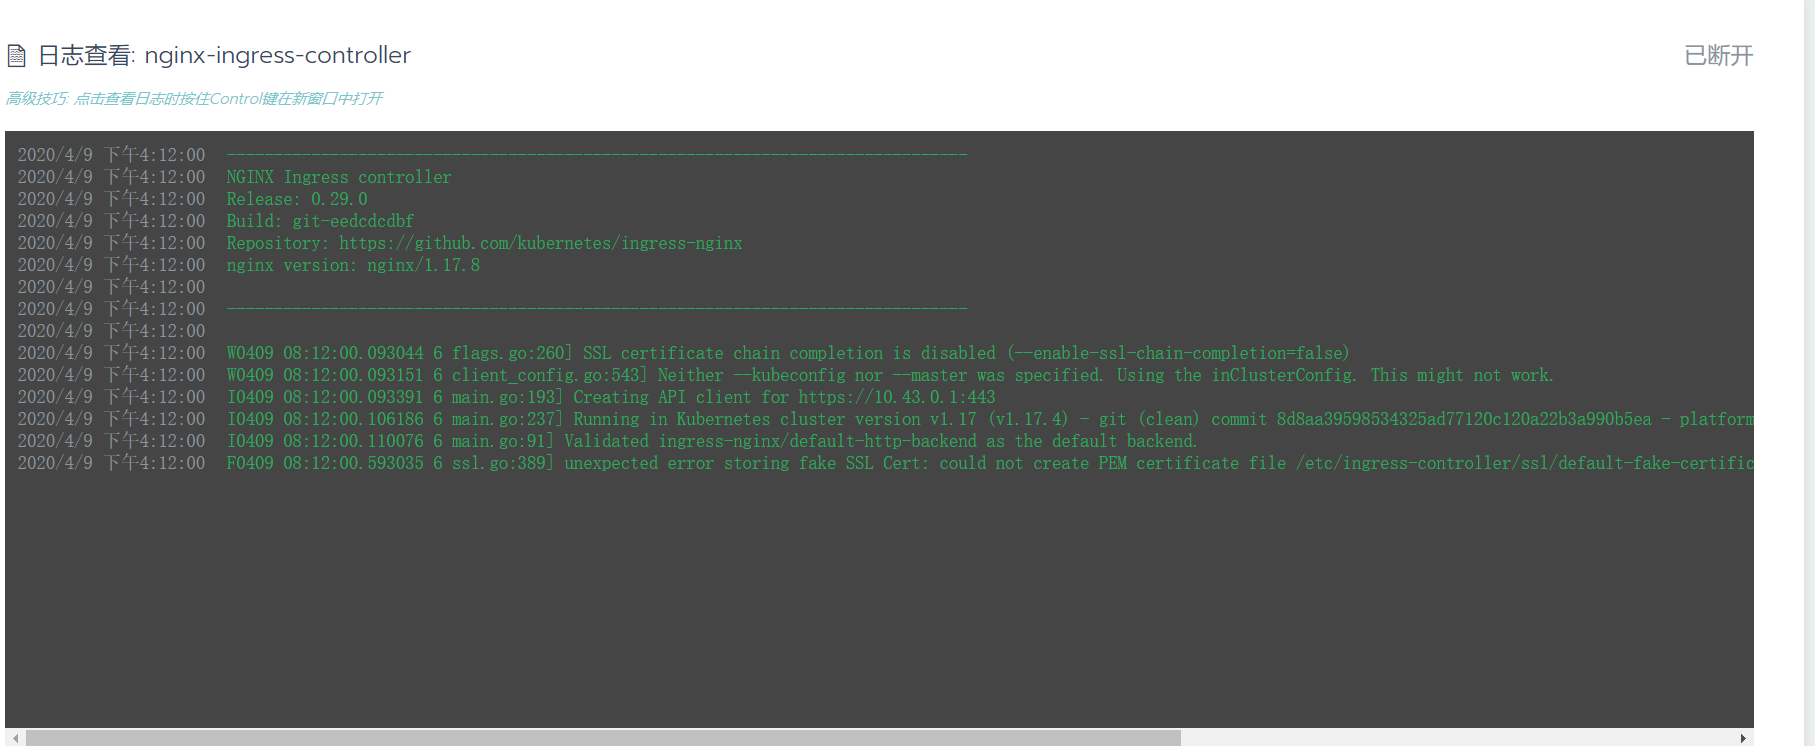 日志查看: nginx-ingress-controller
已断开
高级技巧: 点击查看日志时按住Control键在新窗口中打开
2020/4/9 下午4:12:00 -------------------------------------------------------------------------------
2020/4/9 下午4:12:00 NGINX Ingress controller
2020/4/9 下午4:12:00 Release: 0.29.0
2020/4/9 下午4:12:00 Build: git-eedcdcdbf
2020/4/9 下午4:12:00 Repository: https://github.com/kubernetes/ingress-nginx
2020/4/9 下午4:12:00 nginx version: nginx/1.17.8
2020/4/9 下午4:12:00
2020/4/9 下午4:12:00 -------------------------------------------------------------------------------
2020/4/9 下午4:12:00
2020/4/9 下午4:12:00 W0409 08:12:00.093044 6 flags.go:260] SSL certificate chain completion is disabled (--enable-ssl-chain-completion=false)
2020/4/9 下午4:12:00 W0409 08:12:00.093151 6 client_config.go:543] Neither --kubeconfig nor --master was specified. Using the inClusterConfig. This might not work.
2020/4/9 下午4:12:00 I0409 08:12:00.093391 6 main.go:193] Creating API client for https://10.43.0.1:443
2020/4/9 下午4:12:00 I0409 08:12:00.106186 6 main.go:237] Running in Kubernetes cluster version v1.17 (v1.17.4) - git (clean) commit 8d8aa39598534325ad77120c120a22b3a990b5ea - platform
2020/4/9 下午4:12:00 I0409 08:12:00.110076 6 main.go:91] Validated ingress-nginx/default-http-backend as the default backend.
2020/4/9 下午4:12:00 F0409 08:12:00.593035 6 ssl.go:389] unexpected error storing fake SSL Cert: could not create PEM certificate file /etc/ingress-controller/ssl/default-fake-certific